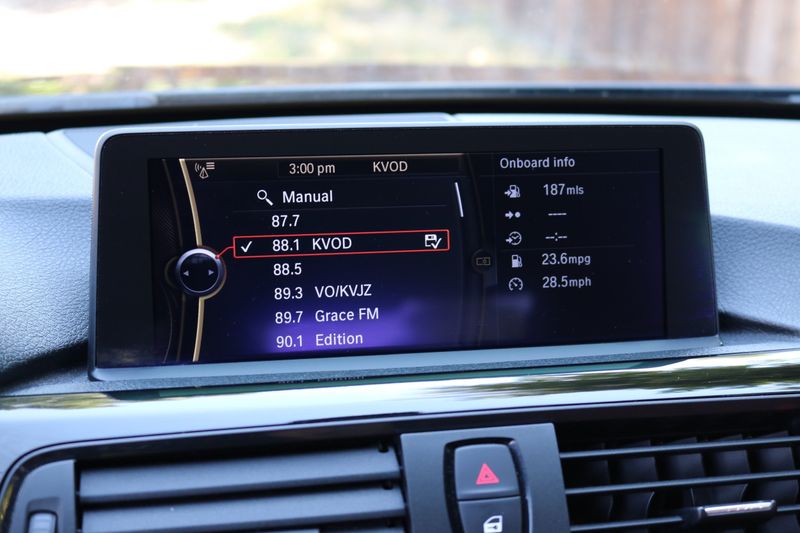 3:00 pm KVOD
Manual
87.7
88.1 KVOD
88.5
89.3 VO/KVJZ
89.7 Grace FM
90.1 Edition
Onboard info
187mls
----
--:--
23.6mpg
28.5mph